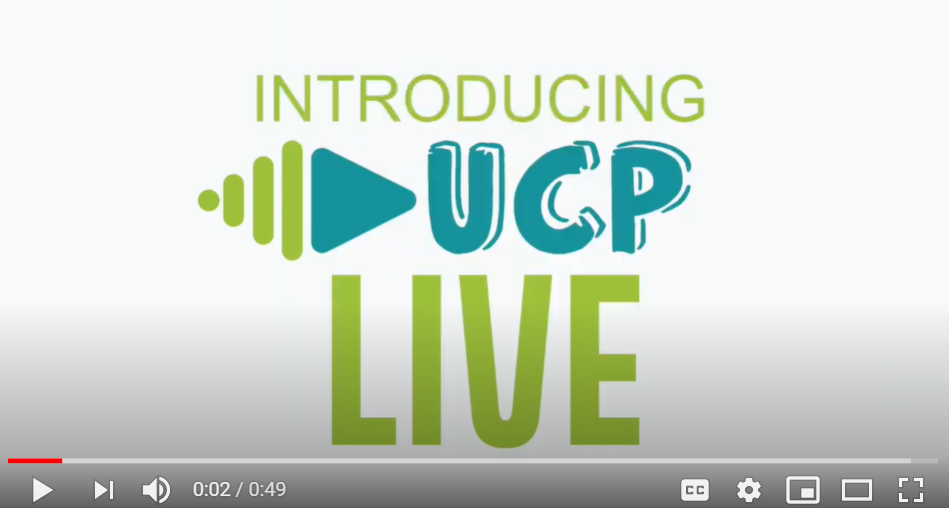 INTRODUCING
UCP
LIVE
0:02 / 0:49
CC